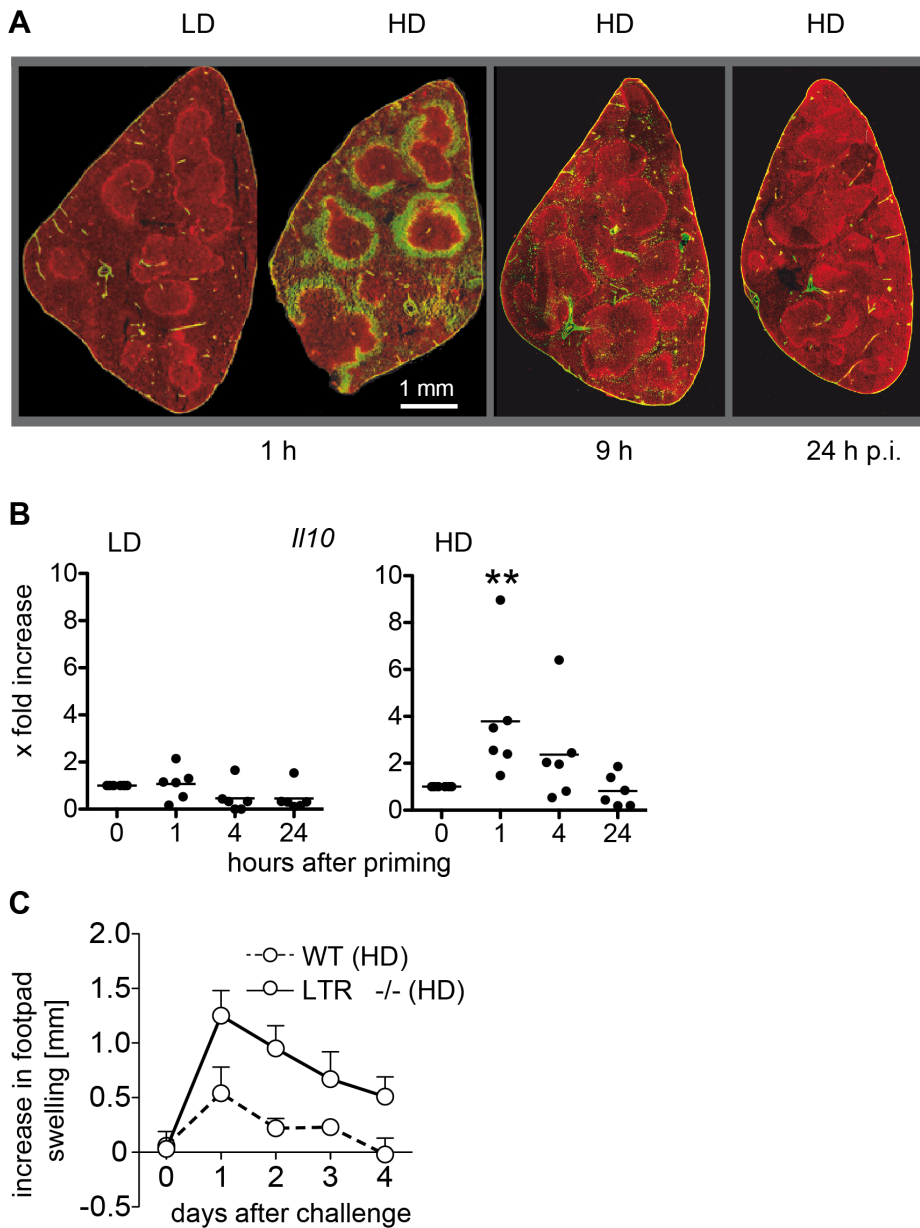 A
LD HD HD HD
1 mm
1 h 9 h 24 h p.i.
B
LD Il10 HD
10
8
6
4
2
0
x fold increase
0 1 4 24
10
**
8
6
4
2
0
0 1 4 24
hours after priming
C
2.0
1.5
1.0
0.5
0
-0.5
increase in footpad
swelling [mm]
WT (HD)
LTR -/- (HD)
0 1 2 3 4
days after challenge